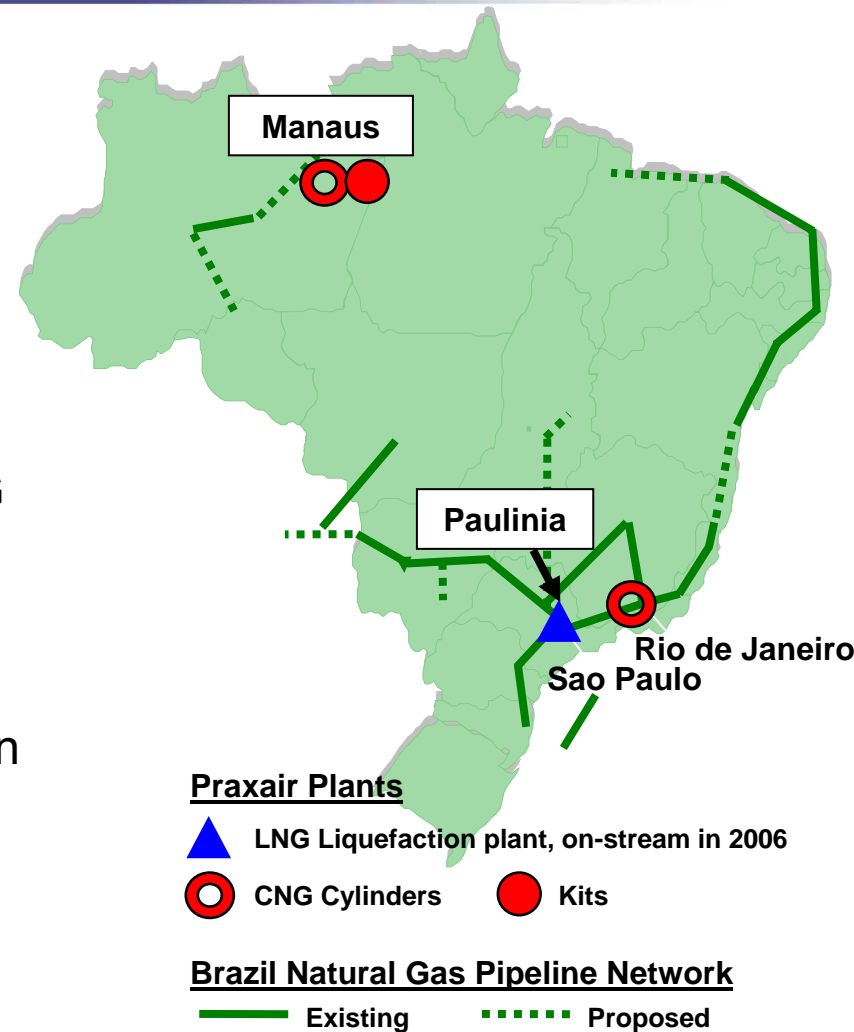 Manaus
Paulinia
Rio de Janeiro
Sao Paulo
Praxair Plants
LNG Liquefaction plant, on-stream in 2006
CNG Cylinders Kits
Brazil Natural Gas Pipeline Network
Existing Proposed